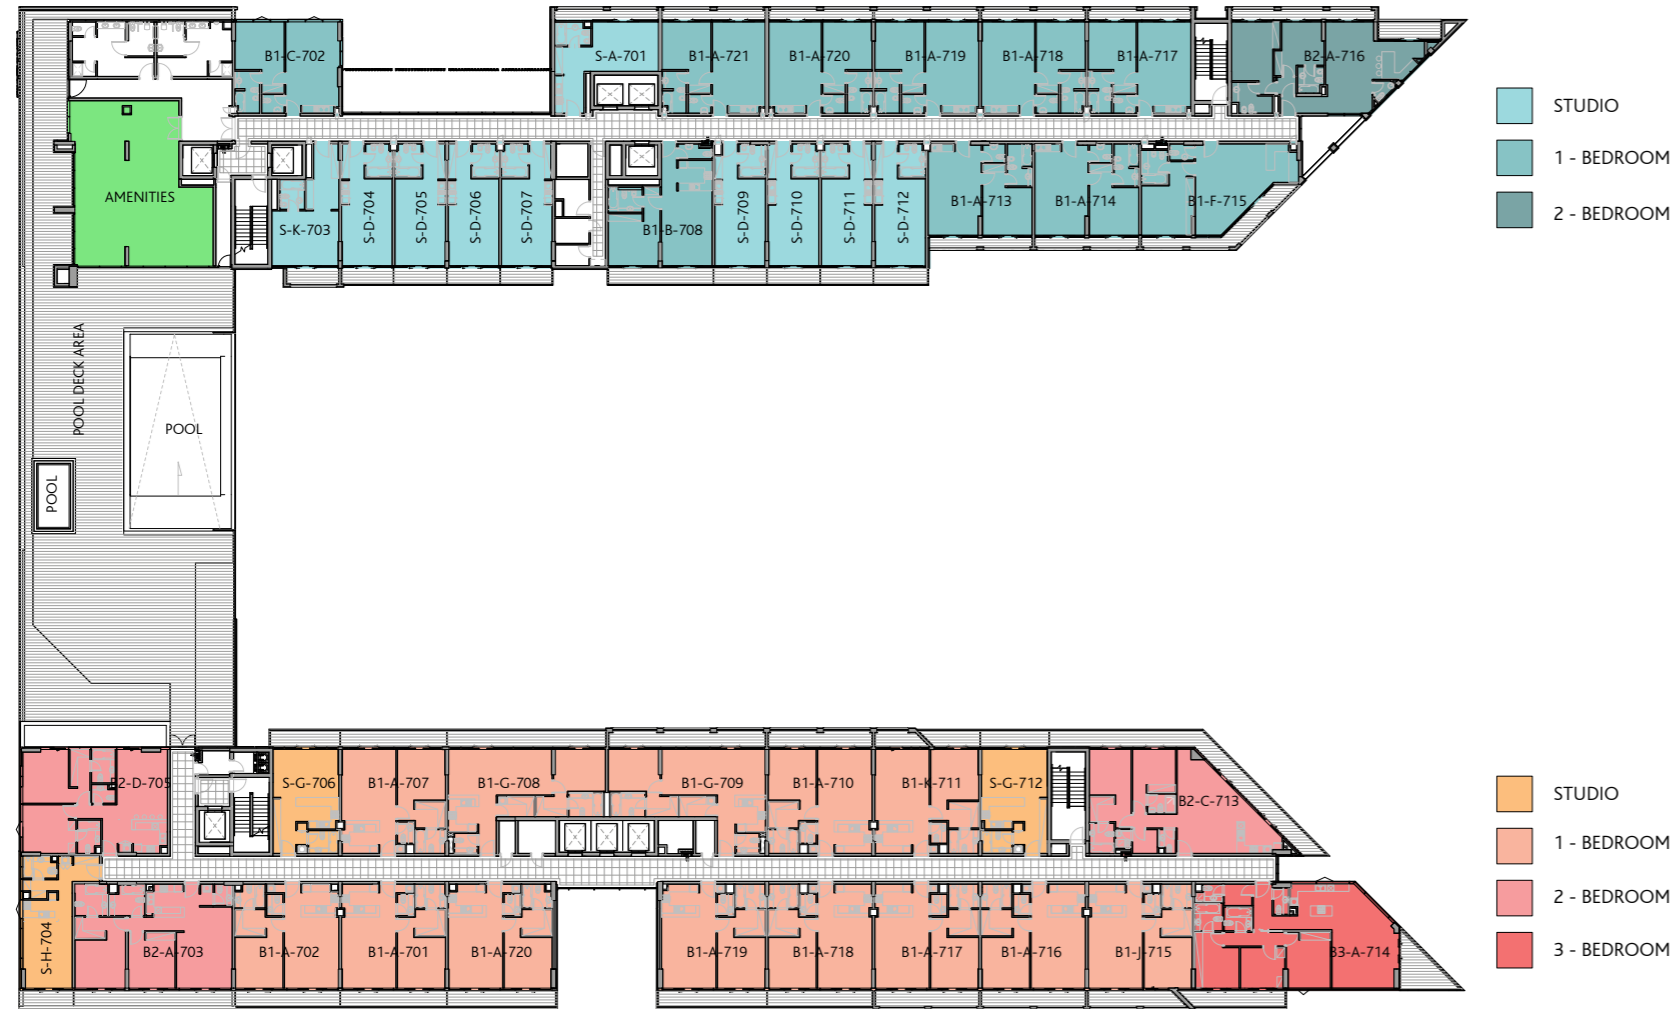 B1-C-702
S-A-701
B1-A-721
B1-A-720
B1-A-719
B1-A-718
B1-A-717
B2-A-716
STUDIO
1 - BEDROOM
2 - BEDROOM
AMENITIES
S-K-703
S-D-704
S-D-705
S-D-706
S-D-707
B1-B-708
S-D-709
S-D-710
S-D-711
S-D-712
B1-A-713
B1-A-714
B1-F-715
POOL DECK AREA
POOL
POOL
B2-D-705
S-G-706
B1-A-707
B1-G-708
B1-G-709
B1-A-710
B1-K-711
S-G-712
B2-C-713
STUDIO
1 - BEDROOM
2 - BEDROOM
3 - BEDROOM
S-H-704
B2-A-703
B1-A-702
B1-A-701
B1-A-720
B1-A-719
B1-A-718
B1-A-717
B1-A-716
B1-J-715
B3-A-714